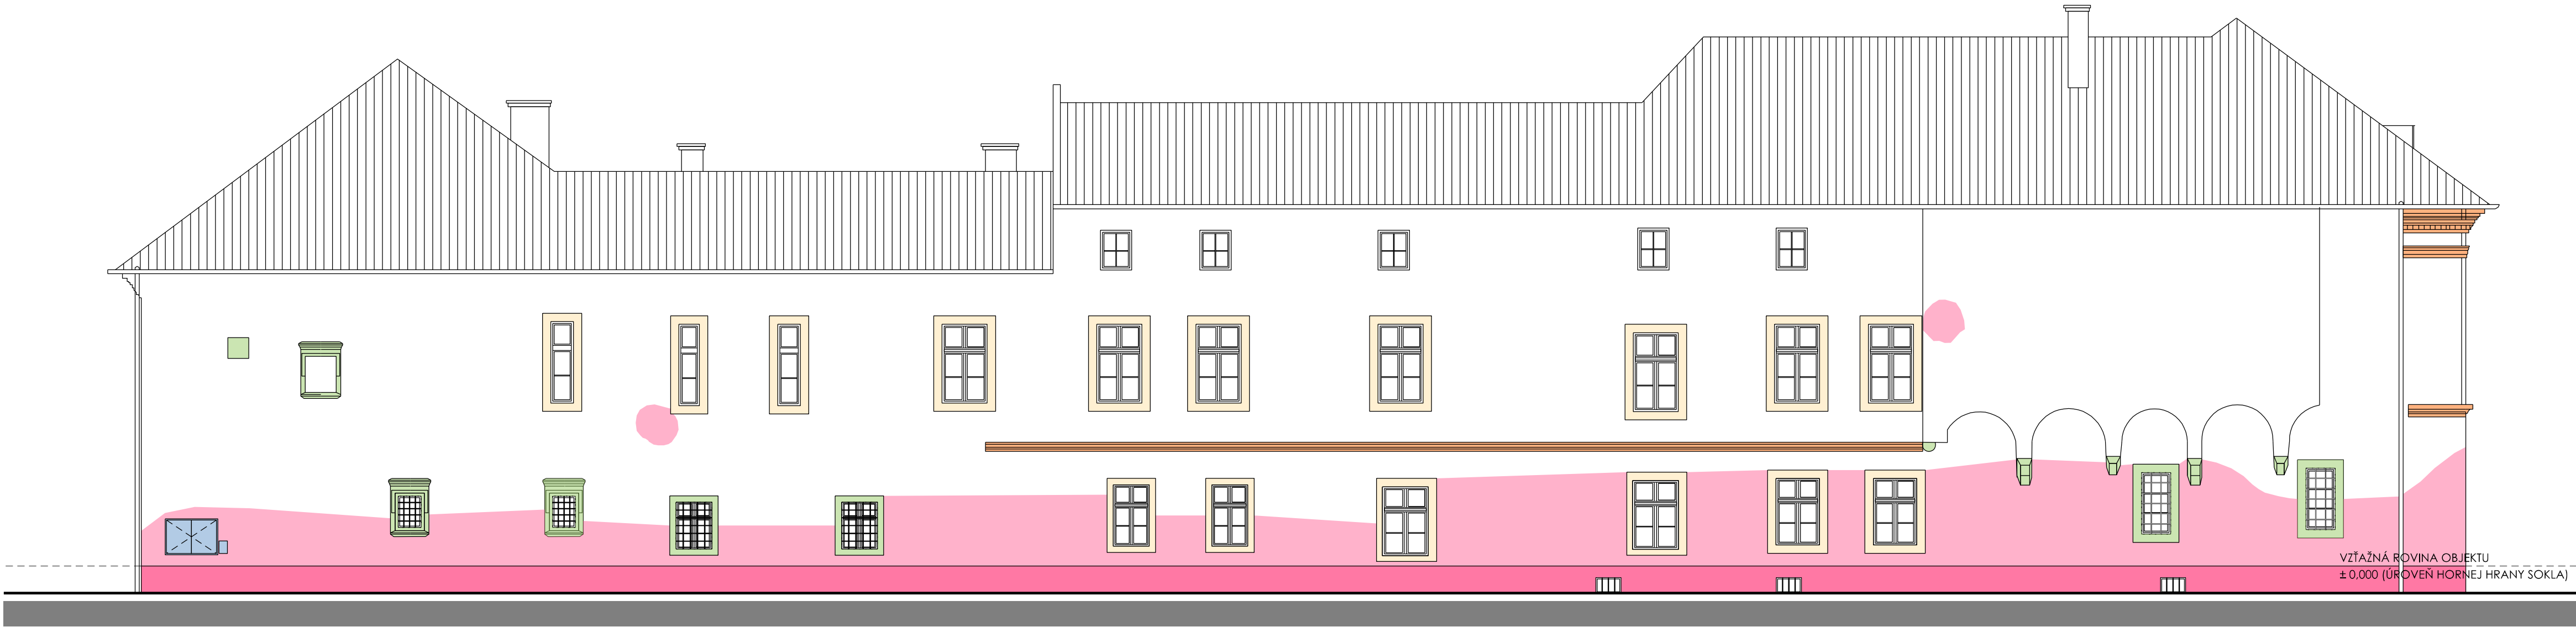 VZŤAŽNÁ ROVINA OBJEKTU
± 0,000 (ÚROVEŇ HORNEJ HRANY SOKLA)